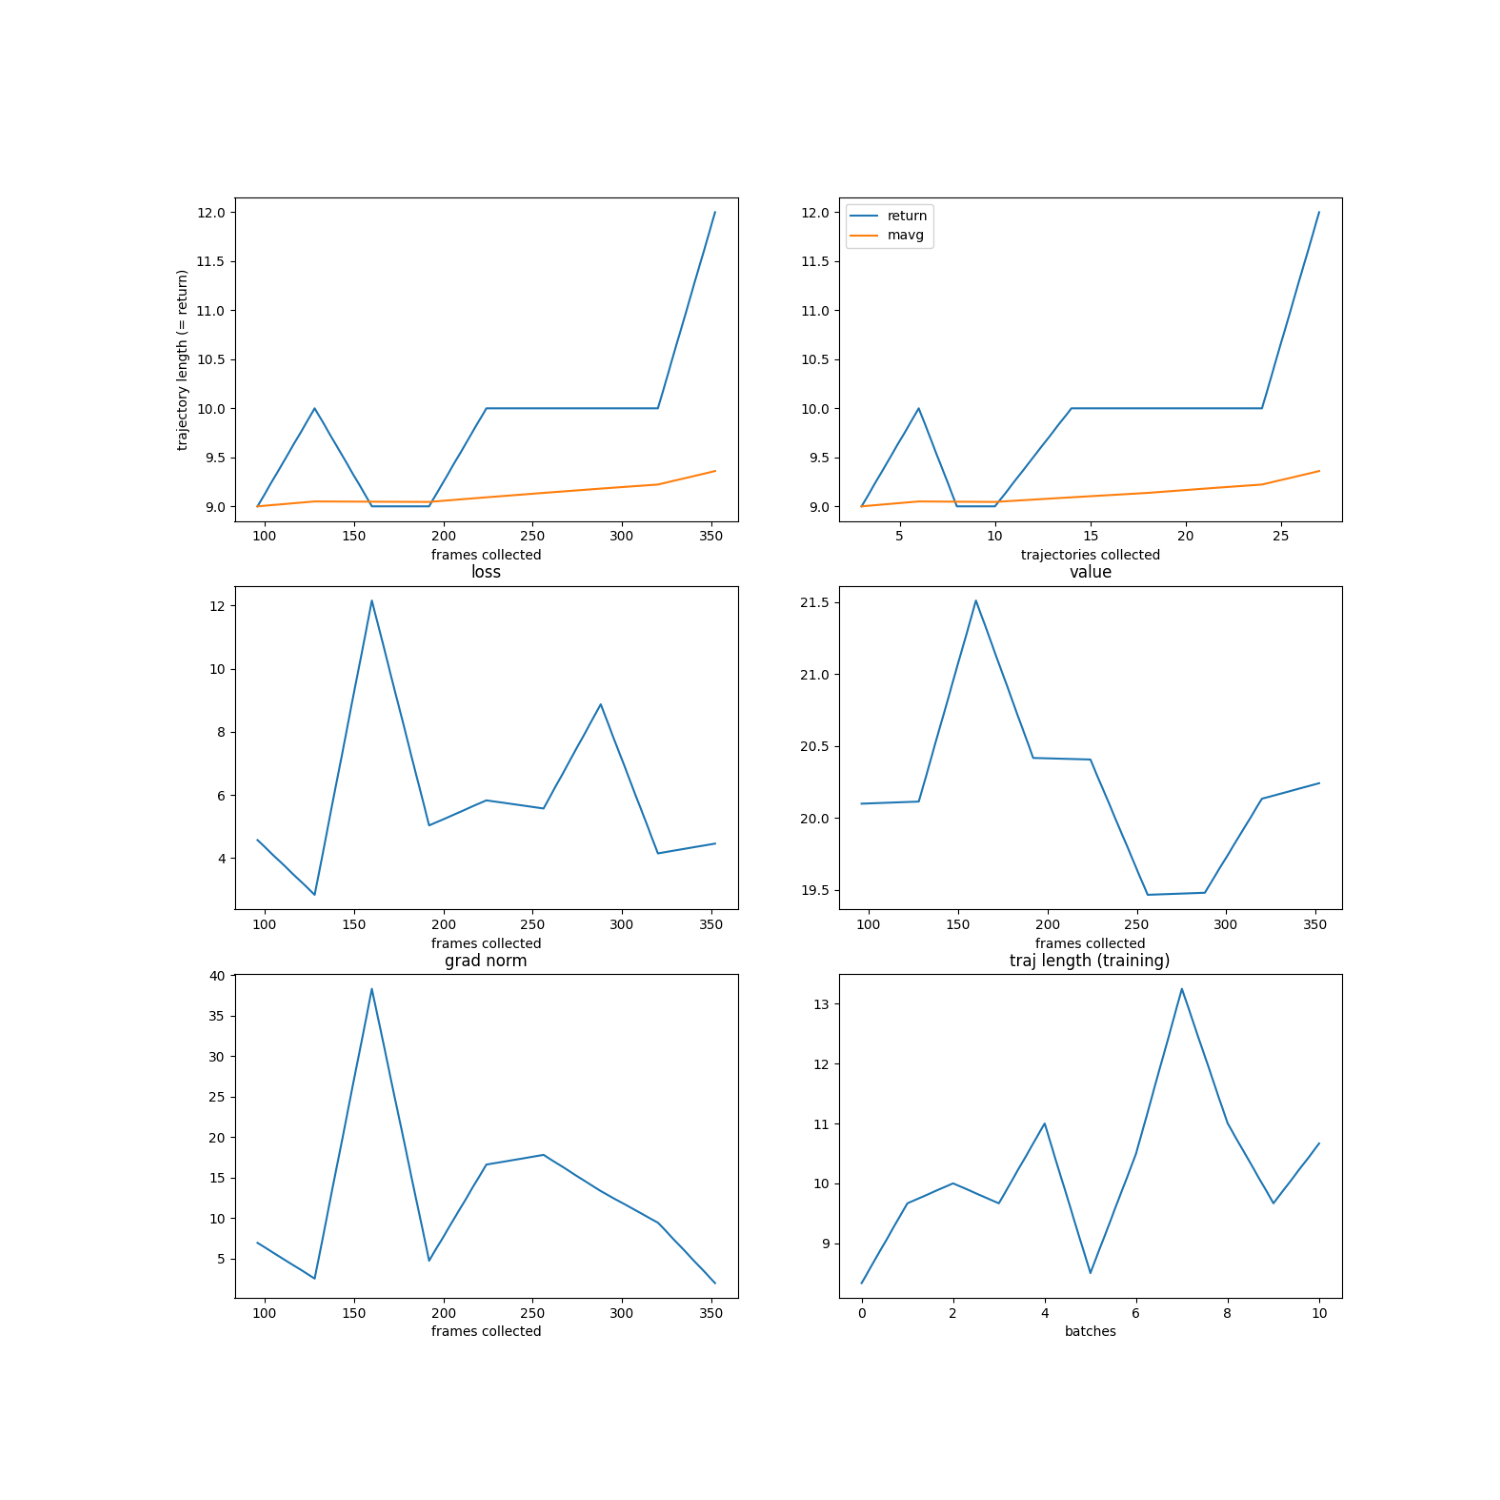 12.0
11.5
11.0
10.5
10.0
9.5
9.0
trajectory length (= return)
100 150 200 250 300 350
frames collected
return
mavg
12.0
11.5
11.0
10.5
10.0
9.5
9.0
5 10 15 20 25
trajectories collected
loss
12
10
8
6
4
100 150 200 250 300 350
frames collected
value
21.5
21.0
20.5
20.0
19.5
100 150 200 250 300 350
frames collected
grad norm
40
35
30
25
20
15
10
5
100 150 200 250 300 350
frames collected
traj length (training)
13
12
11
10
9
0 2 4 6 8 10
batches